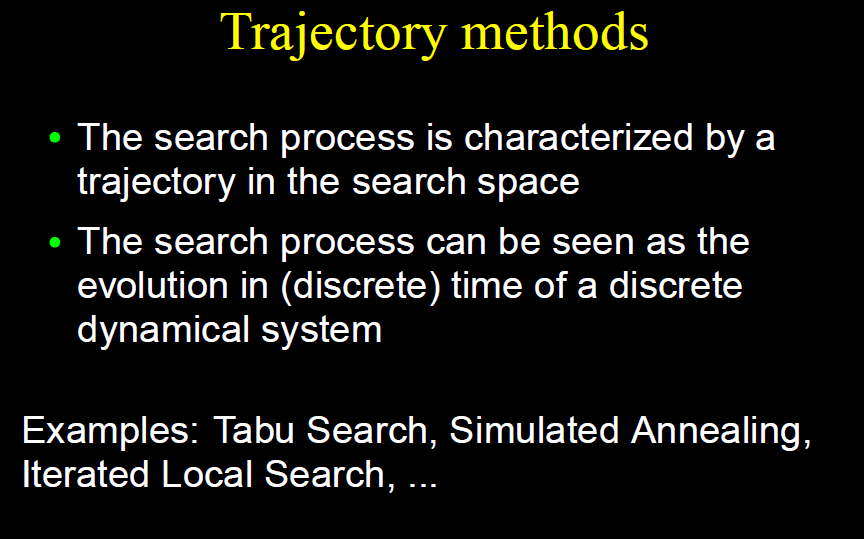 Trajectory methods
• The search process is characterized by a
trajectory in the search space
• The search process can be seen as the
evolution in (discrete) time of a discrete
dynamical system
Examples: Tabu Search, Simulated Annealing,
Iterated Local Search, ...